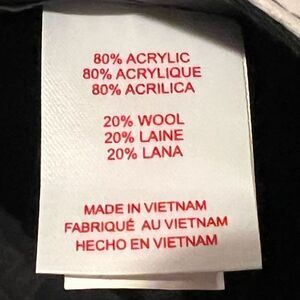 80% ACRYLIC
80% ACRYLIQUE
80% ACRILICA
20% WOOL
20% LAINE
20% LANA
MADE IN VIETNAM
FABRIQUÉ AU VIETNAM
HECHO EN VIETNAM